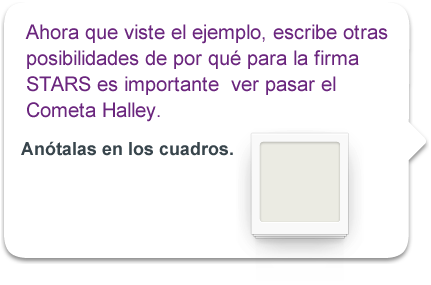 Ahora que viste el ejemplo, escribe otras
posibilidades de por qué para la firma
STARS es importante  ver pasar el
Cometa Halley.
Anótalas en los cuadros.